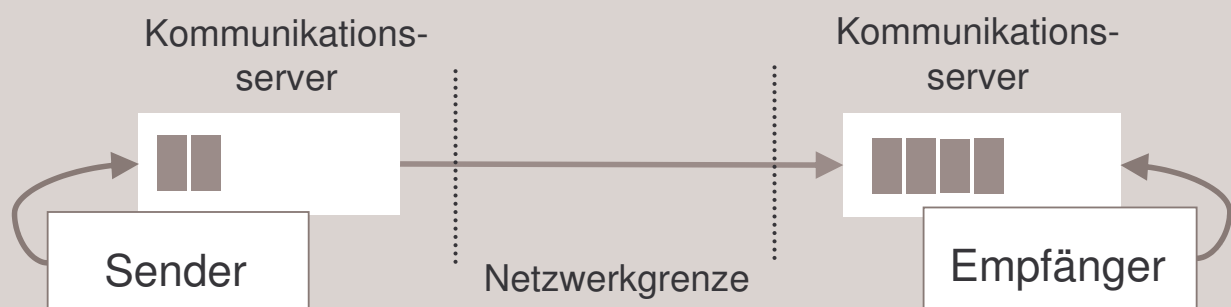 Kommunikations-
server
Kommunikations-
server
Sender
Netzwerkgrenze
Empfänger